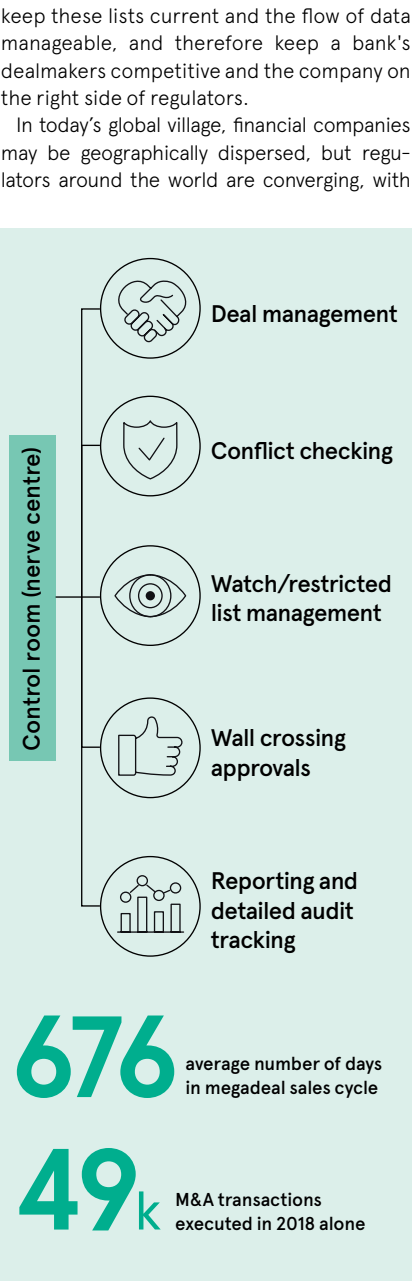 keep these lists current and the flow of data
manageable, and therefore keep a bank's
dealmakers competitive and the company on
the right side of regulators.
In today’s global village, financial companies
may be geographically dispersed, but regu-
lators around the world are converging, with
Control room (nerve centre)
Deal management
Conflict checking
Watch/restricted
list management
Wall crossing
approvals
Reporting and
detailed audit
tracking
676
average number of days
in megadeal sales cycle
49k
M&A transactions
executed in 2018 alone